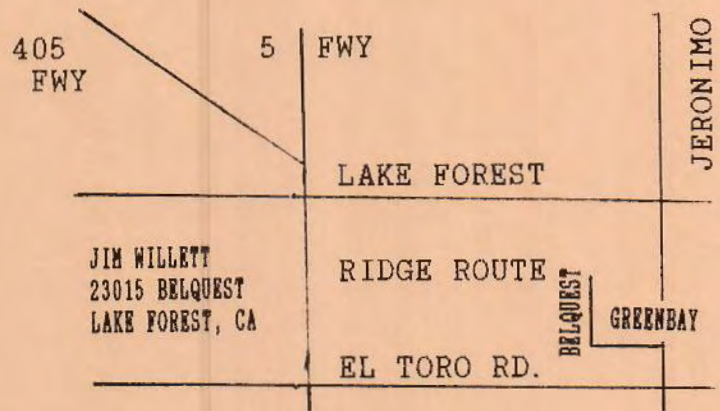 405
FWY
5 FWY
JERONIMO
LAKE FOREST
JIM WILLETT
23015 BELQUEST
LAKE FOREST, CA
RIDGE ROUTE
BELQUEST
GREENBAY
EL TORO RD.